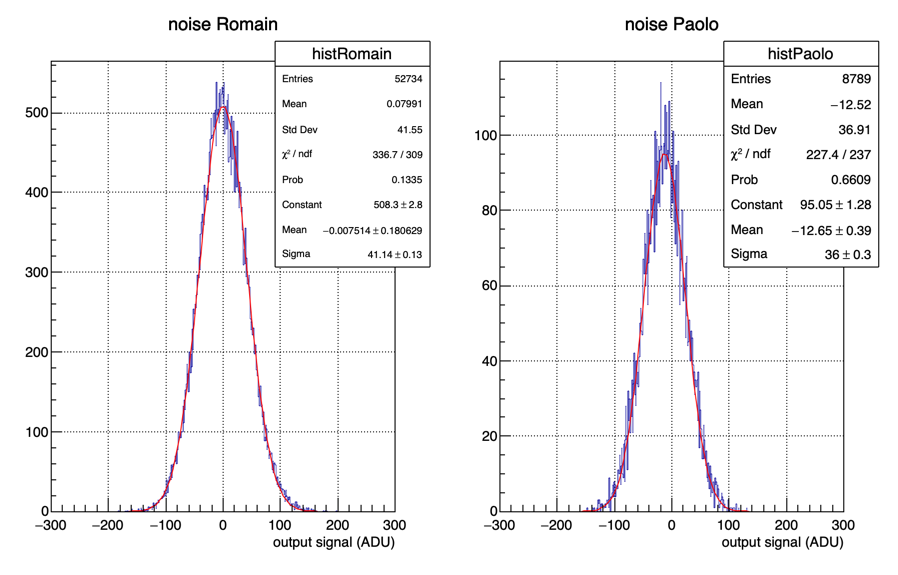 noise Romain
histRomain
Entries 52734
Mean 0.07991
Std Dev 41.55
χ² / ndf 336.7 / 309
Prob 0.1335
Constant 508.3 ± 2.8
Mean −0.007514 ± 0.180629
Sigma 41.14 ± 0.13
500
400
300
200
100
0
−300 −200 −100 0 100 200 300
output signal (ADU)
noise Paolo
histPaolo
Entries 8789
Mean −12.52
Std Dev 36.91
χ² / ndf 227.4 / 237
Prob 0.6609
Constant 95.05 ± 1.28
Mean −12.65 ± 0.39
Sigma 36 ± 0.3
100
80
60
40
20
0
−300 −200 −100 0 100 200 300
output signal (ADU)